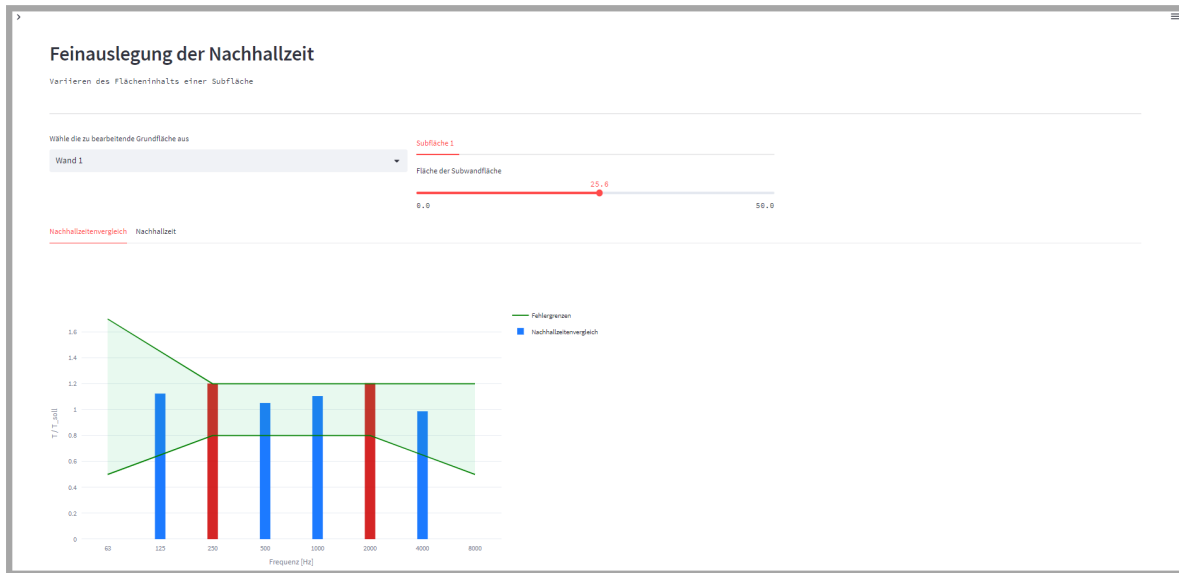 Feinauslegung der Nachhallzeit
Variieren des Flächeninhalts einer Subfläche
Wähle die zu bearbeitende Grundfläche aus
Wand 1
Subfläche 1
Fläche der Subwandfläche
25.6
0.0 50.0
Nachhallzeitenvergleich Nachhallzeit
Fehlergrenzen
Nachhallzeitenvergleich
1.6
1.4
1.2
1
0.8
0.6
0.4
0.2
0
T / T_soll
63 125 250 500 1000 2000 4000 8000
Frequenz [Hz]